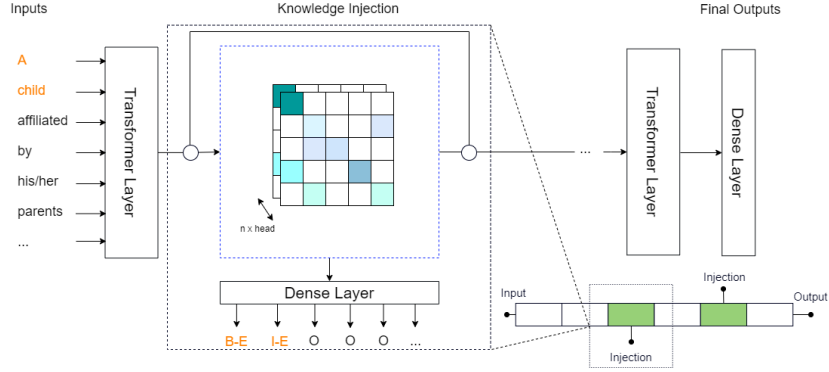 Inputs
Knowledge Injection
Final Outputs
A
child
affiliated
by
his/her
parents
...
Transformer Layer
n x head
...
Transformer Layer
Dense Layer
Dense Layer
B-E I-E O O O ...
Input
Injection
Injection
Output